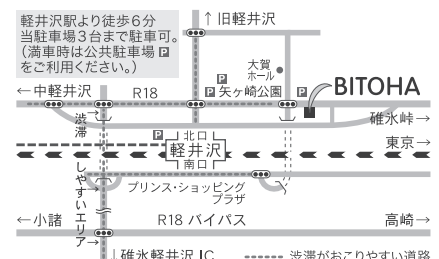 軽井沢駅より徒歩6分
当駐車場3台まで駐車可。
（満車時は公共駐車場 P
をご利用ください。）
↑旧軽井沢
大賀
ホール
P
P 矢ヶ崎公園
P
BITOHA
←中軽井沢
R18
碓氷峠→
渋滞→
P
北口
軽井沢
南口
東京→
しやすいエリア→
プリンス・ショッピング
プラザ
←小諸
R18 バイパス
高崎→
↓碓氷軽井沢 IC
渋滞がおこりやすい道路